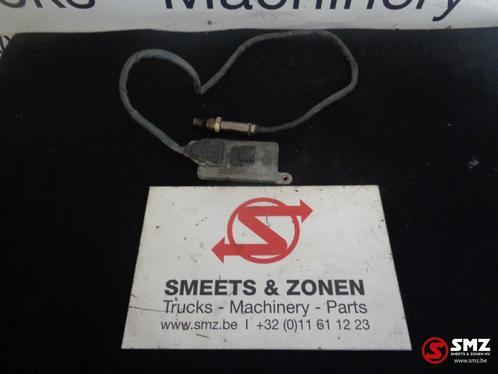 Machinery
SMEETS & ZONEN
Trucks - Machinery - Parts
www.smz.be | +32 (0)11 61 12 23
SMZ
SMEETS & ZONEN NV